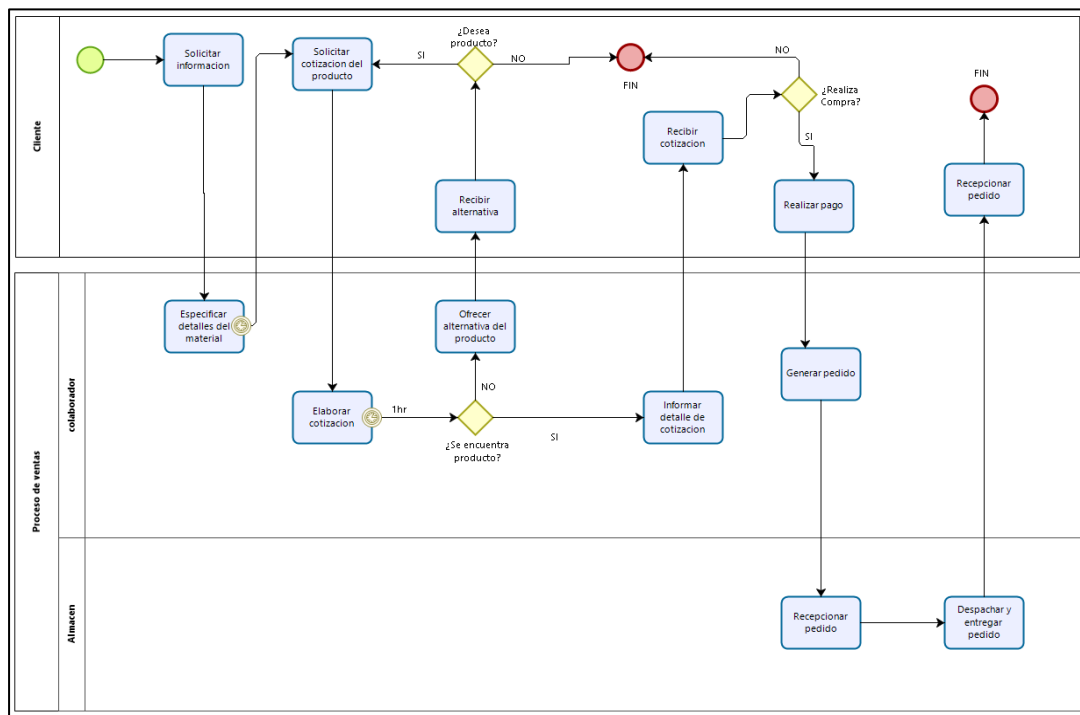 Cliente
Solicitar
informacion
Solicitar
cotizacion del
producto
SI
¿Desea
producto?
NO
FIN
NO
¿Realiza
Compra?
SI
FIN
Recibir
cotizacion
Recibir
alternativa
Realizar pago
Recepcionar
pedido
Proceso de ventas
colaborador
Especificar
detalles del
material
Ofrecer
alternativa del
producto
NO
Generar pedido
Elaborar
cotizacion
1hr
¿Se encuentra
producto?
SI
Informar
detalle de
cotizacion
Almacen
Recepcionar
pedido
Despachar y
entregar
pedido